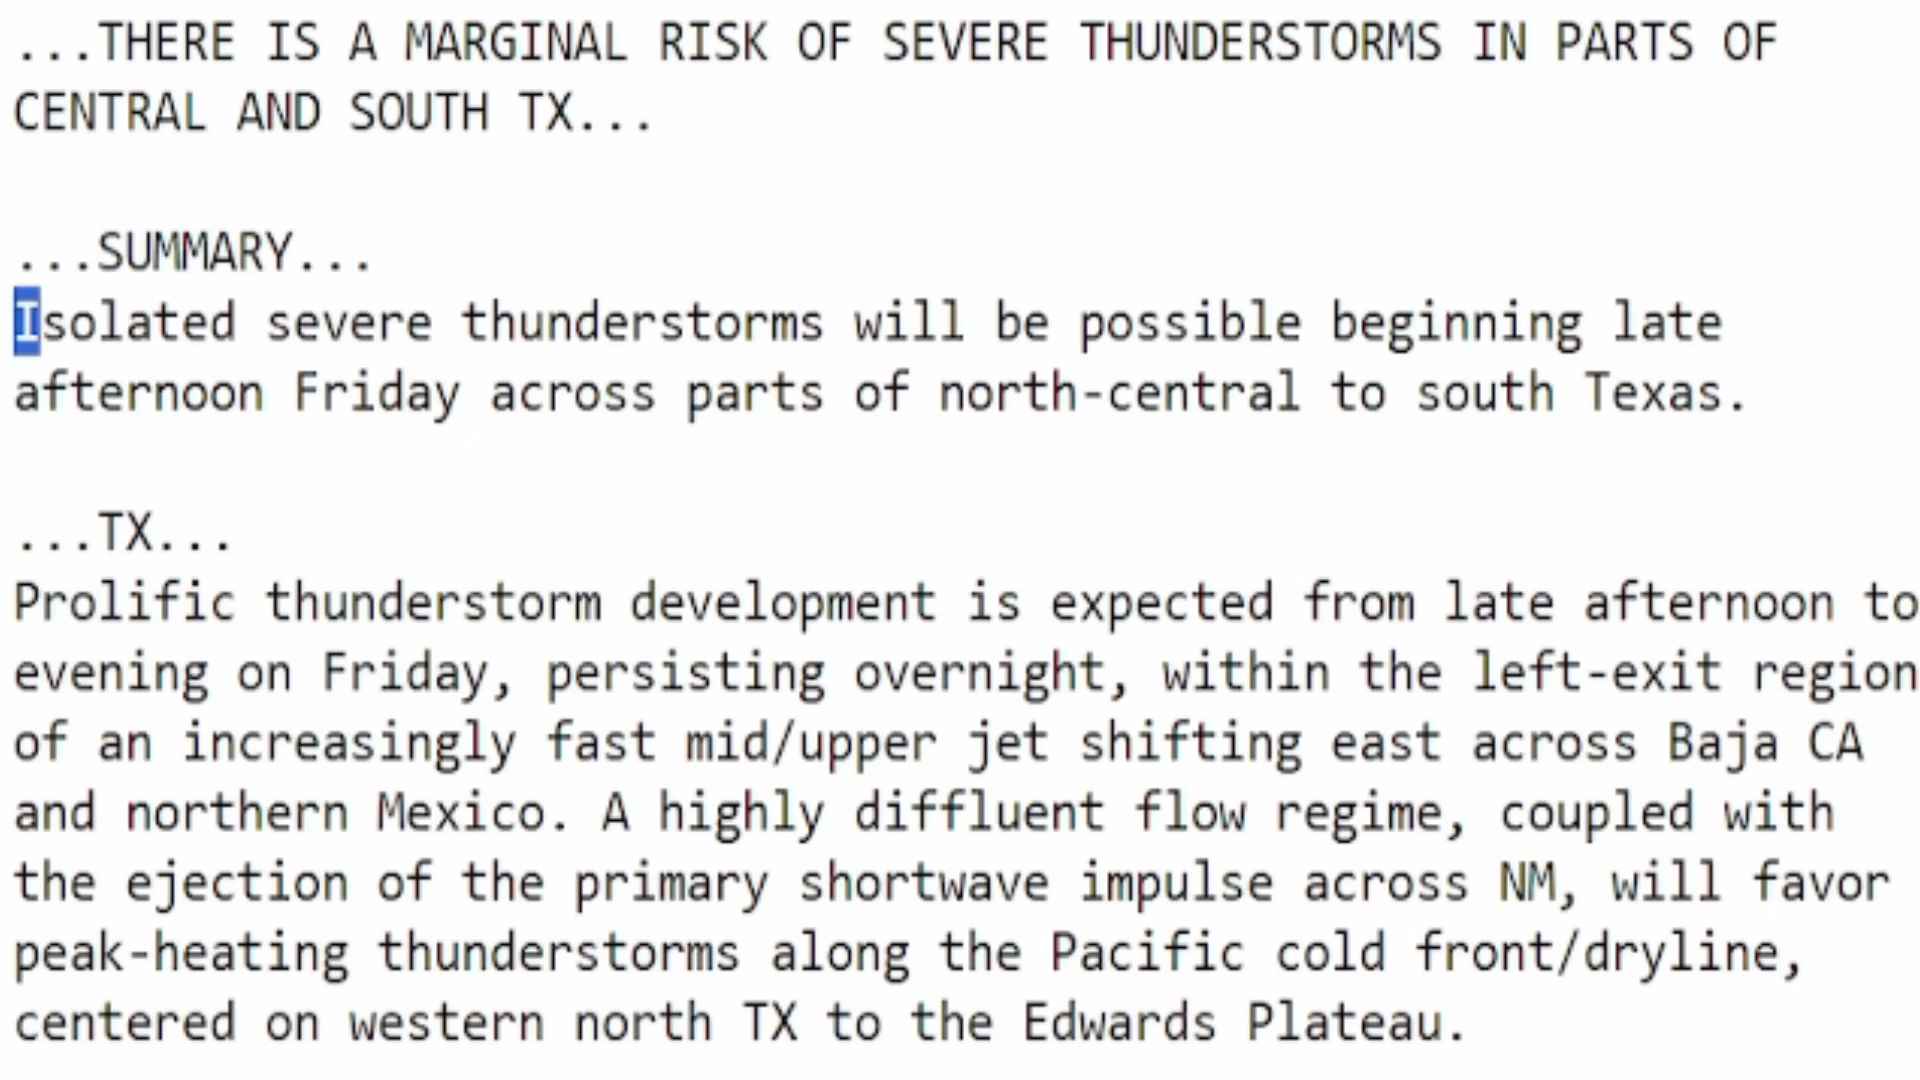 ...THERE IS A MARGINAL RISK OF SEVERE THUNDERSTORMS IN PARTS OF
CENTRAL AND SOUTH TX...
...SUMMARY...
Isolated severe thunderstorms will be possible beginning late
afternoon Friday across parts of north-central to south Texas.
...TX...
Prolific thunderstorm development is expected from late afternoon to
evening on Friday, persisting overnight, within the left-exit region
of an increasingly fast mid/upper jet shifting east across Baja CA
and northern Mexico. A highly diffluent flow regime, coupled with
the ejection of the primary shortwave impulse across NM, will favor
peak-heating thunderstorms along the Pacific cold front/dryline,
centered on western north TX to the Edwards Plateau.